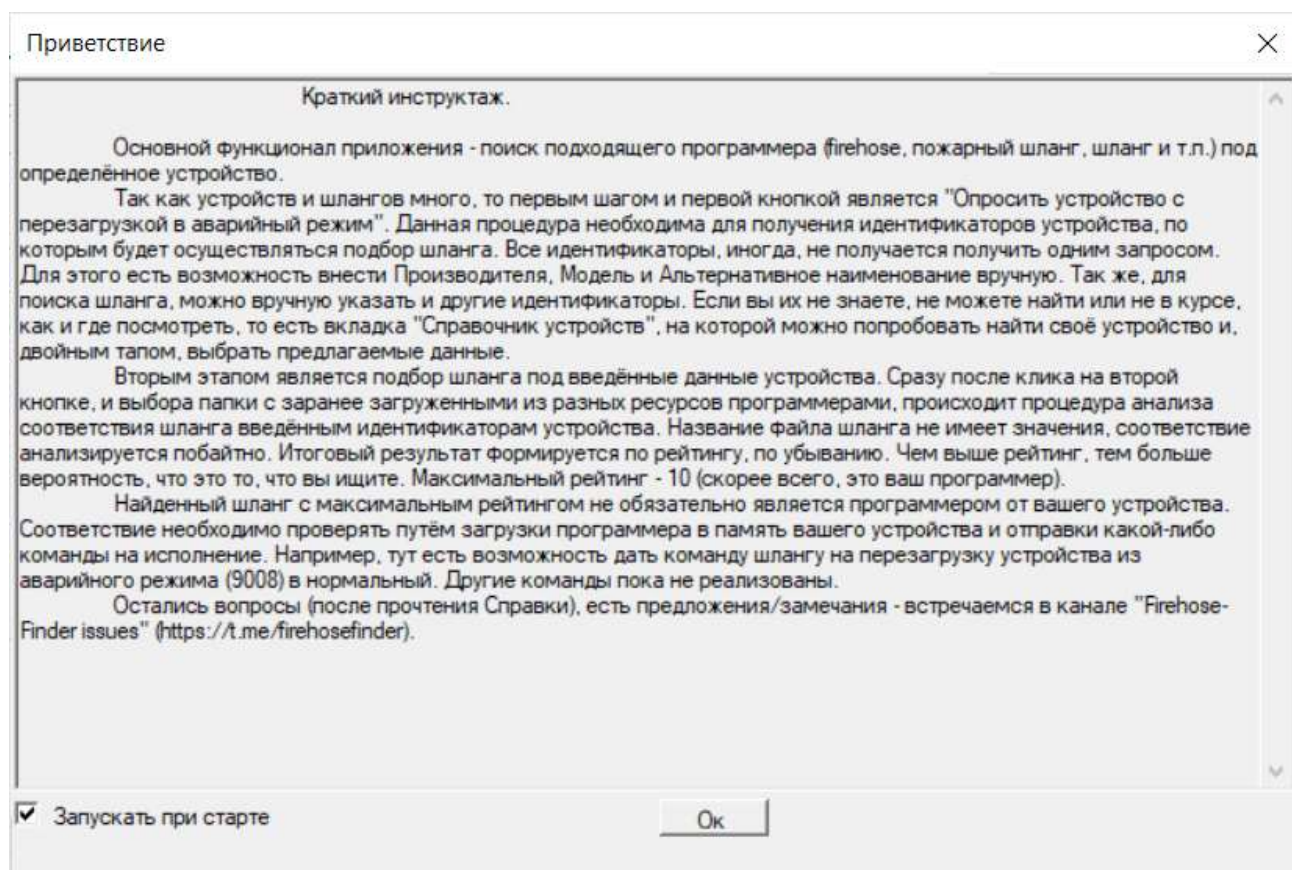 Приветствие
Краткий инструктаж.
Основной функционал приложения - поиск подходящего программера (firehose, пожарный шланг, шланг и т.п.) под
определённое устройство.
Так как устройств и шлангов много, то первым шагом и первой кнопкой является "Опросить устройство с
перезагрузкой в аварийный режим". Данная процедура необходима для получения идентификаторов устройства, по
которым будет осуществляться подбор шланга. Все идентификаторы, иногда, не получается получить одним запросом.
Для этого есть возможность внести Производителя, Модель и Альтернативное наименование вручную. Так же, для
поиска шланга, можно вручную указать и другие идентификаторы. Если вы их не знаете, не можете найти или не в курсе,
как и где посмотреть, то есть вкладка "Справочник устройств", на которой можно попробовать найти своё устройство и,
двойным тапом, выбрать предлагаемые данные.
Вторым этапом является подбор шланга под введённые данные устройства. Сразу после клика на второй
кнопке, и выбора папки с заранее загруженными из разных ресурсов программерами, происходит процедура анализа
соответствия шланга введённым идентификаторам устройства. Название файла шланга не имеет значения, соответствие
анализируется побайтно. Итоговый результат формируется по рейтингу, по убыванию. Чем выше рейтинг, тем больше
вероятность, что это то, что вы ищите. Максимальный рейтинг - 10 (скорее всего, это ваш программер).
Найденный шланг с максимальным рейтингом не обязательно является программером от вашего устройства.
Соответствие необходимо проверять путём загрузки программера в память вашего устройства и отправки какой-либо
команды на исполнение. Например, тут есть возможность дать команду шлангу на перезагрузку устройства из
аварийного режима (9008) в нормальный. Другие команды пока не реализованы.
Остались вопросы (после прочтения Справки), есть предложения/замечания - встречаемся в канале "Firehose-
Finder issues" (https://t.me/firehosefinder).
Запускать при старте
Ок